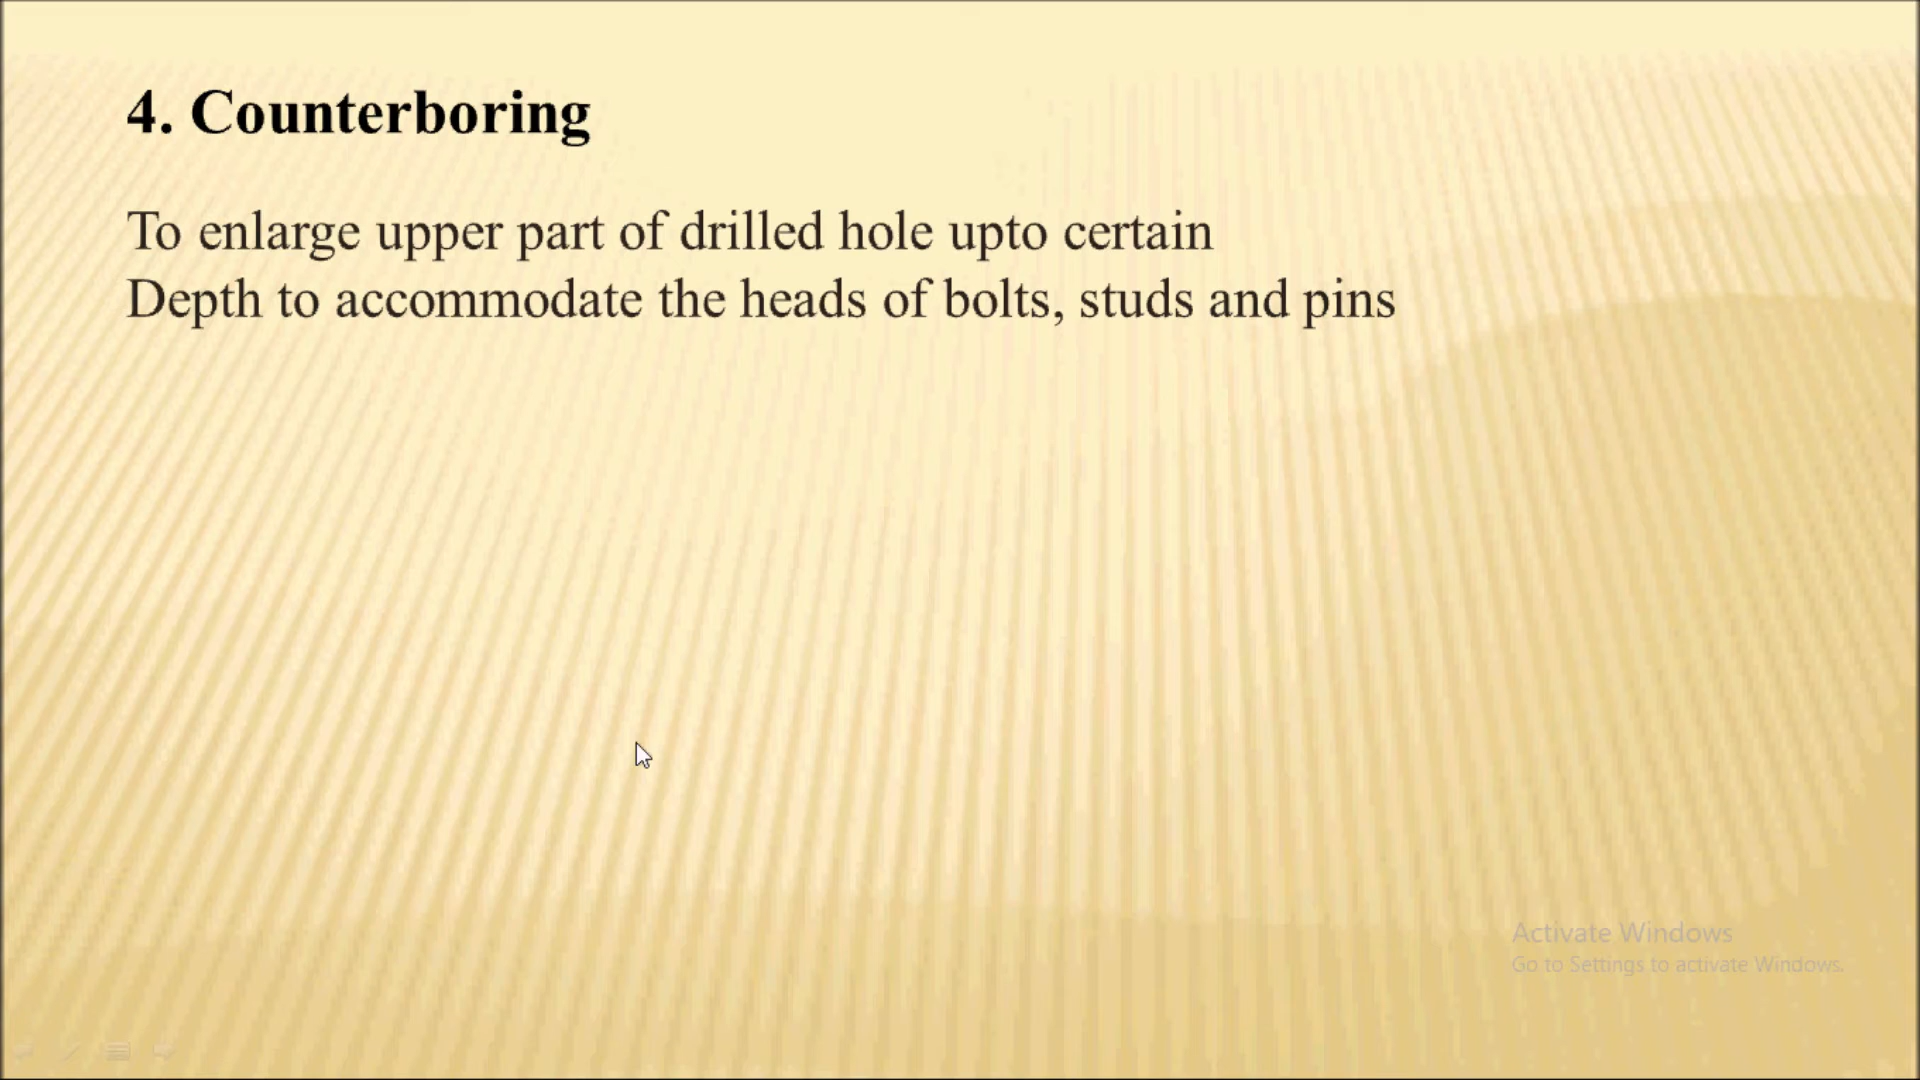 4. Counterboring
To enlarge upper part of drilled hole upto certain
Depth to accommodate the heads of bolts, studs and pins
Activate Windows
Go to Settings to activate Windows.